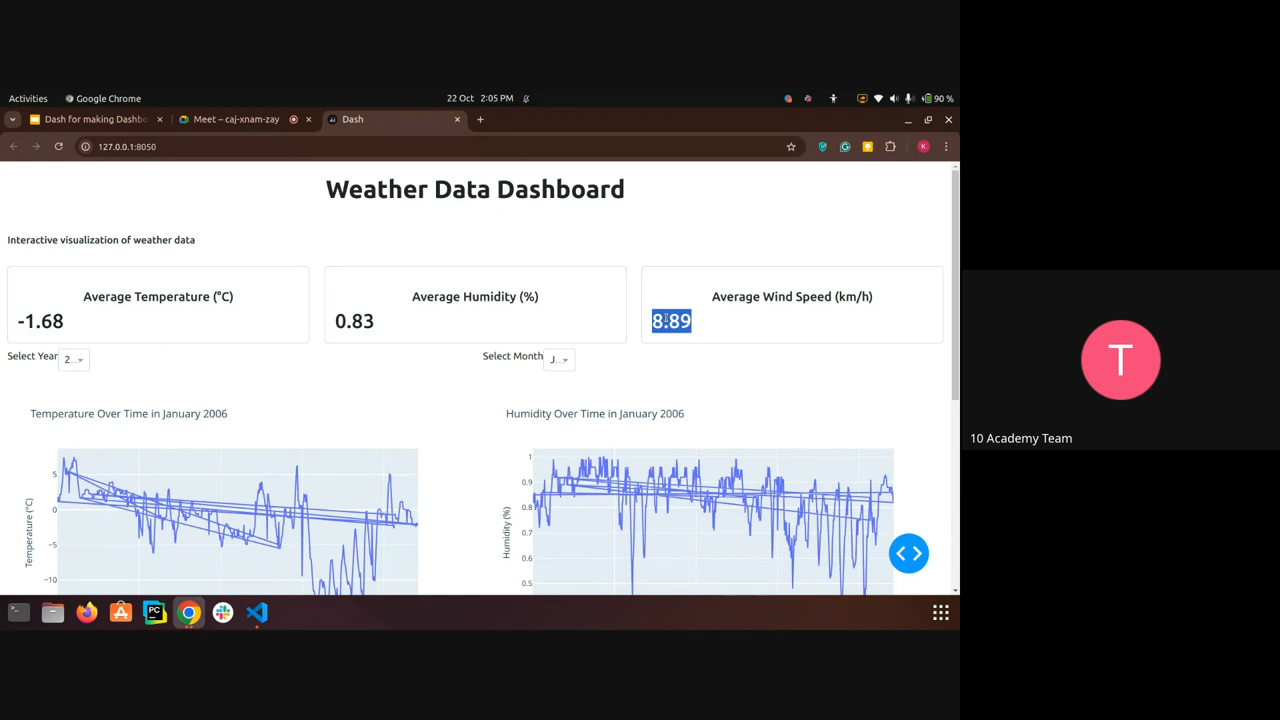 Activities
Google Chrome
22 Oct 2:05 PM
90 %
Dash for making Dashbo
Meet – caj-xnam-zay
Dash
127.0.0.1:8050
K
Weather Data Dashboard
Interactive visualization of weather data
Average Temperature (°C)
-1.68
Average Humidity (%)
0.83
Average Wind Speed (km/h)
8.89
Select Year
2...
Select Month
J...
Temperature Over Time in January 2006
Humidity Over Time in January 2006
Temperature (°C)
5
0
−5
−10
Humidity (%)
1
0.9
0.8
0.7
0.6
0.5
PC
T
10 Academy Team